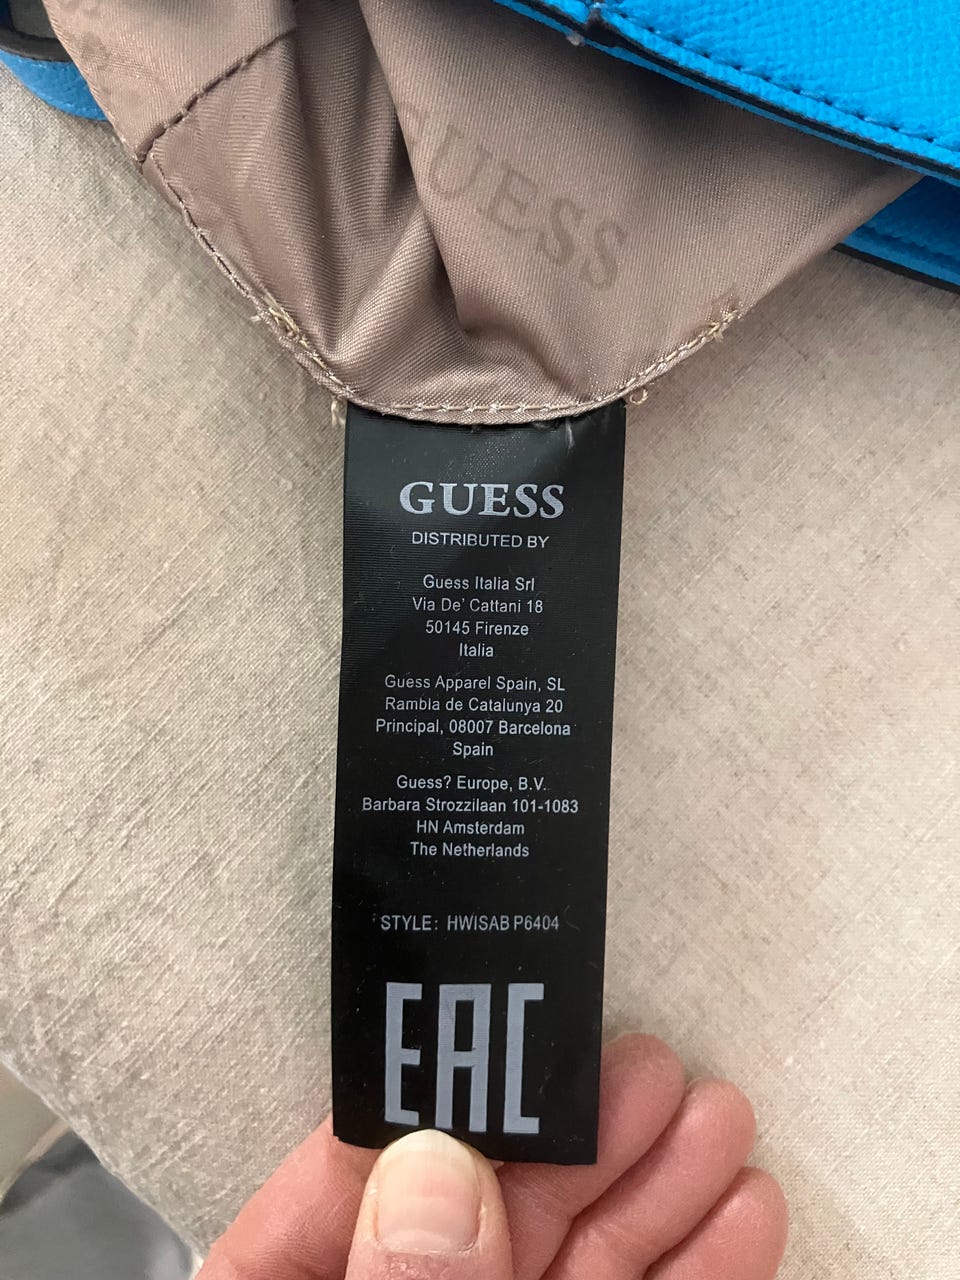 UESS
GUESS
DISTRIBUTED BY
Guess Italia Srl
Via De' Cattani 18
50145 Firenze
Italia
Guess Apparel Spain, SL
Rambla de Catalunya 20
Principal, 08007 Barcelona
Spain
Guess? Europe, B.V.
Barbara Strozzilaan 101-1083
HN Amsterdam
The Netherlands
STYLE: HWISAB P6404
EAC